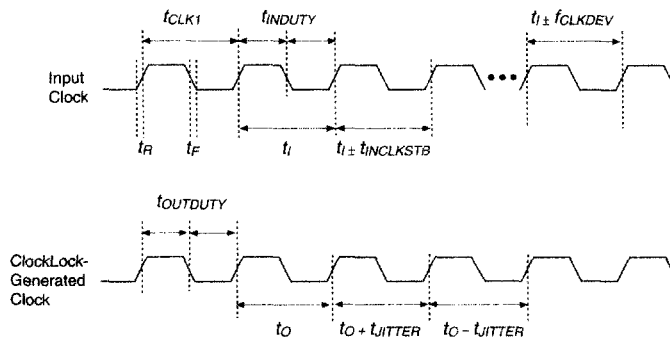 tCLK1 tINDUTY tI ± fCLKDEV
Input
Clock
tR tF tI tI ± tINCLKSTB
tOUTDUTY
ClockLock-
Generated
Clock
tO tO + tJITTER tO – tJITTER